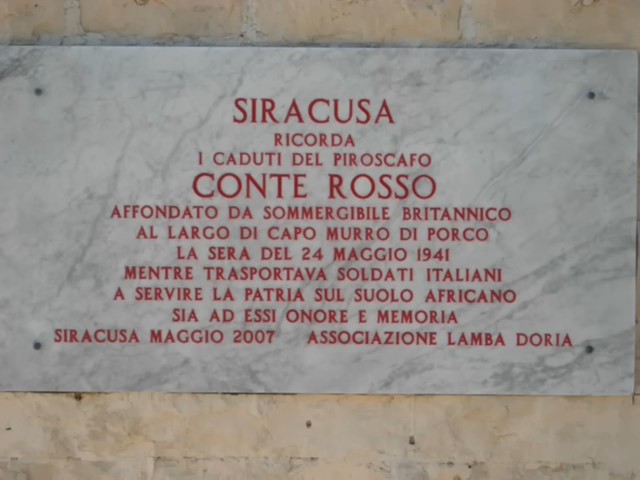 SIRACUSA
RICORDA
I CADUTI DEL PIROSCAFO
CONTE ROSSO
AFFONDATO DA SOMMERGIBILE BRITANNICO
AL LARGO DI CAPO MURRO DI PORCO
LA SERA DEL 24 MAGGIO 1941
MENTRE TRASPORTAVA SOLDATI ITALIANI
A SERVIRE LA PATRIA SUL SUOLO AFRICANO
SIA AD ESSI ONORE E MEMORIA
SIRACUSA MAGGIO 2007 ASSOCIAZIONE LAMBA DORIA